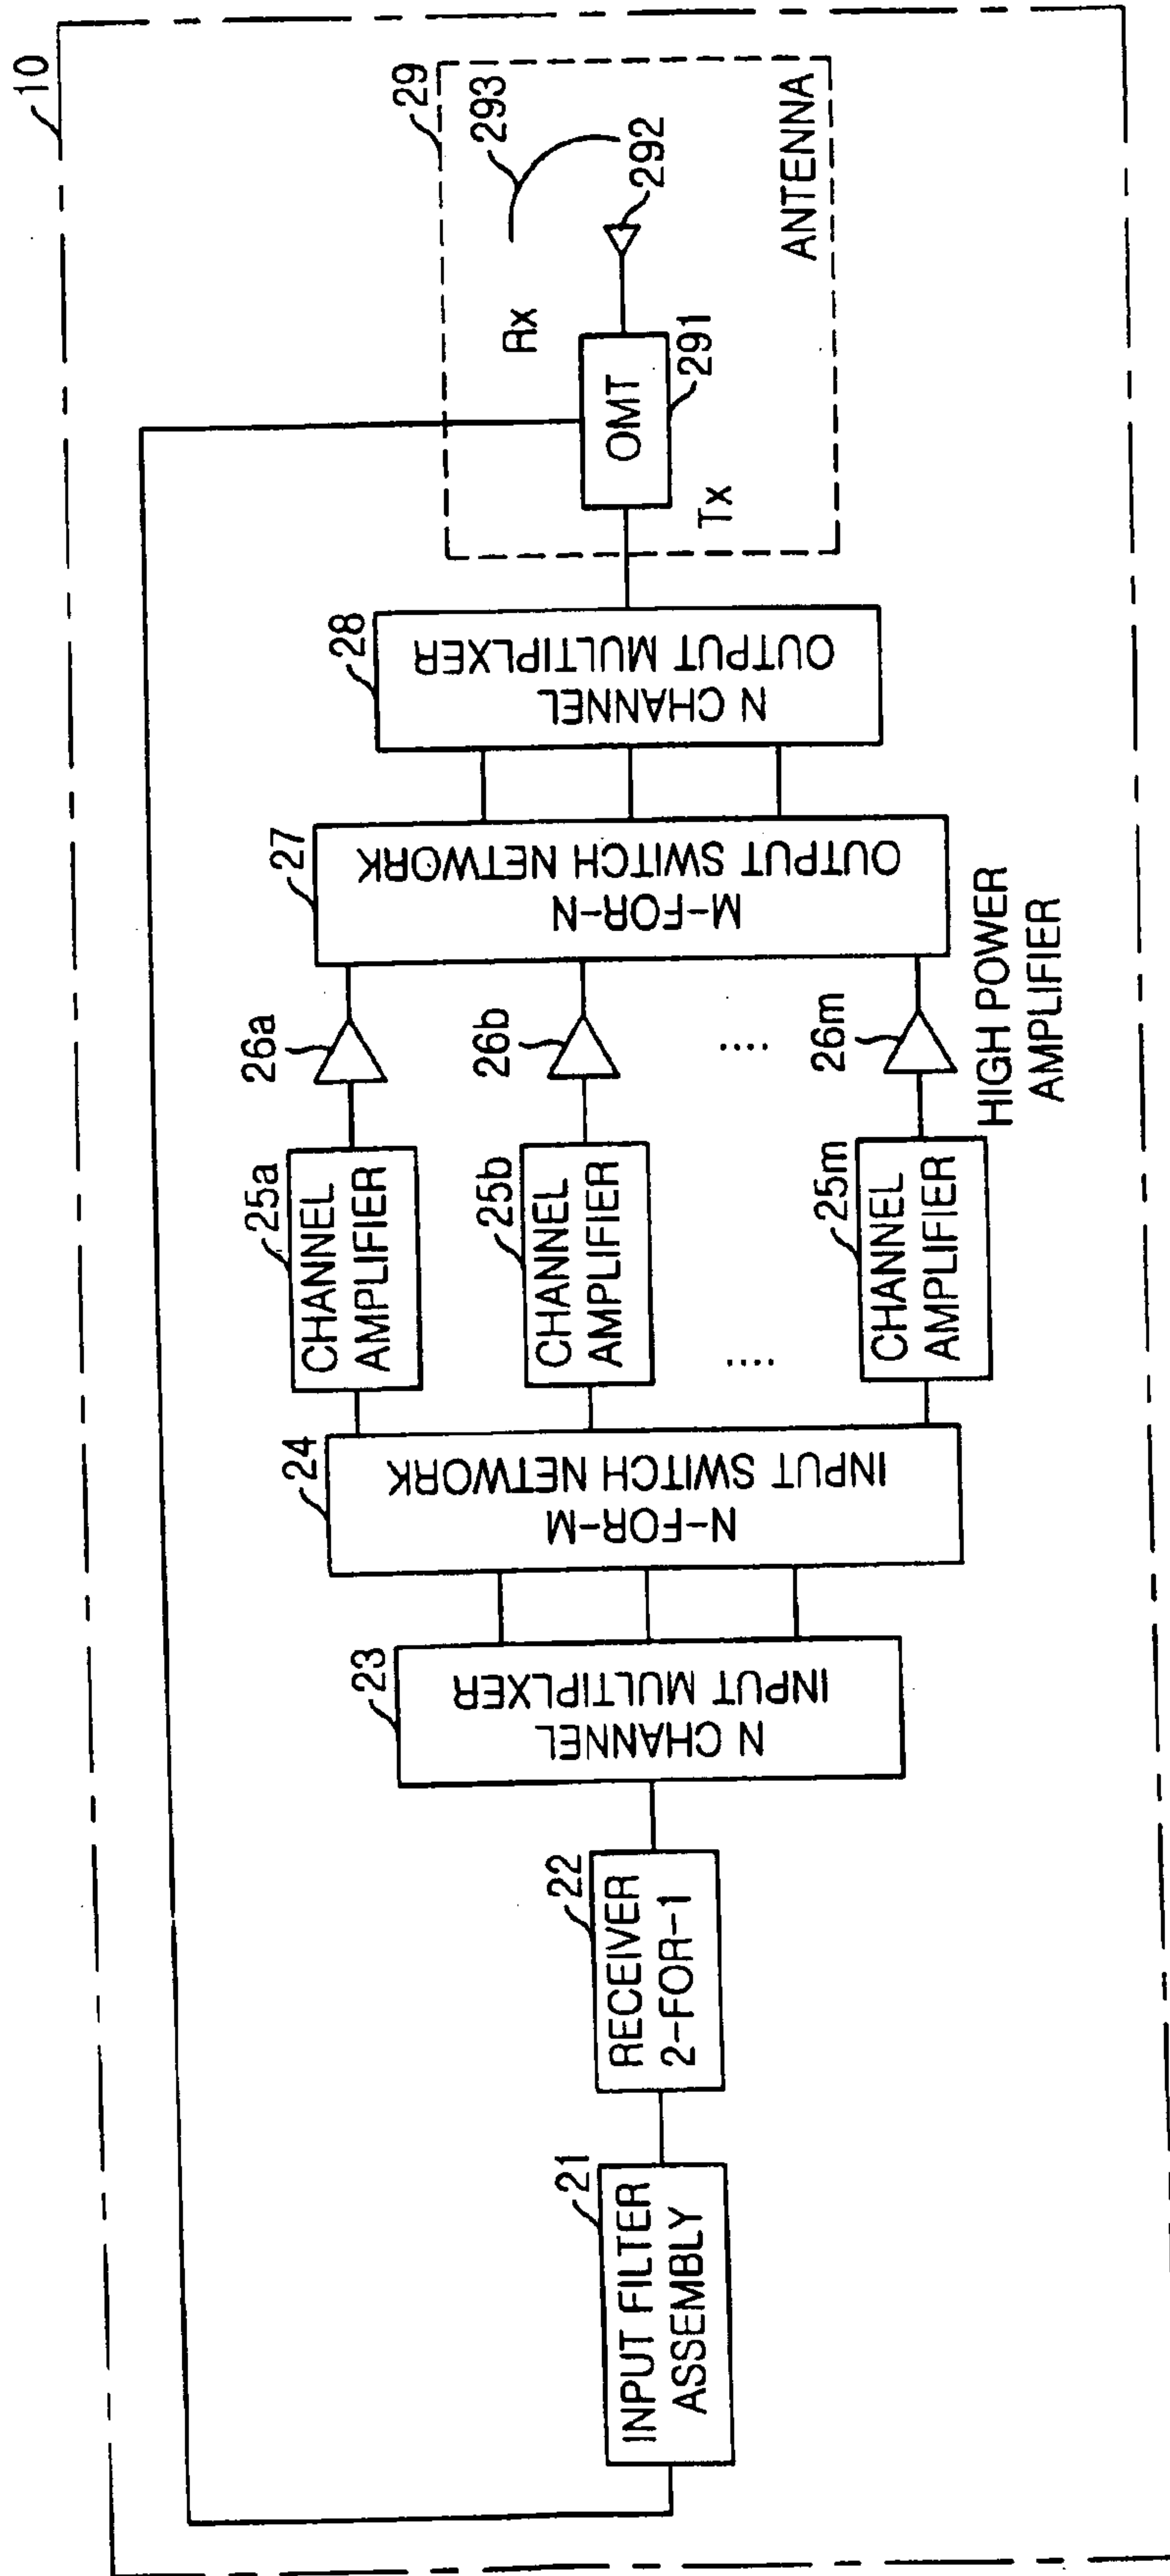 10
29
293
292
Rx
OMT
291
Tx
ANTENNA
28
N CHANNEL
OUTPUT MULTIPLXER
27
M-FOR-N
OUTPUT SWITCH NETWORK
26a
26b
....
26m
HIGH POWER
AMPLIFIER
25a
CHANNEL
AMPLIFIER
25b
CHANNEL
AMPLIFIER
....
25m
CHANNEL
AMPLIFIER
24
N-FOR-M
INPUT SWITCH NETWORK
23
N CHANNEL
INPUT MULTIPLXER
22
RECEIVER
2-FOR-1
21
INPUT FILTER
ASSEMBLY